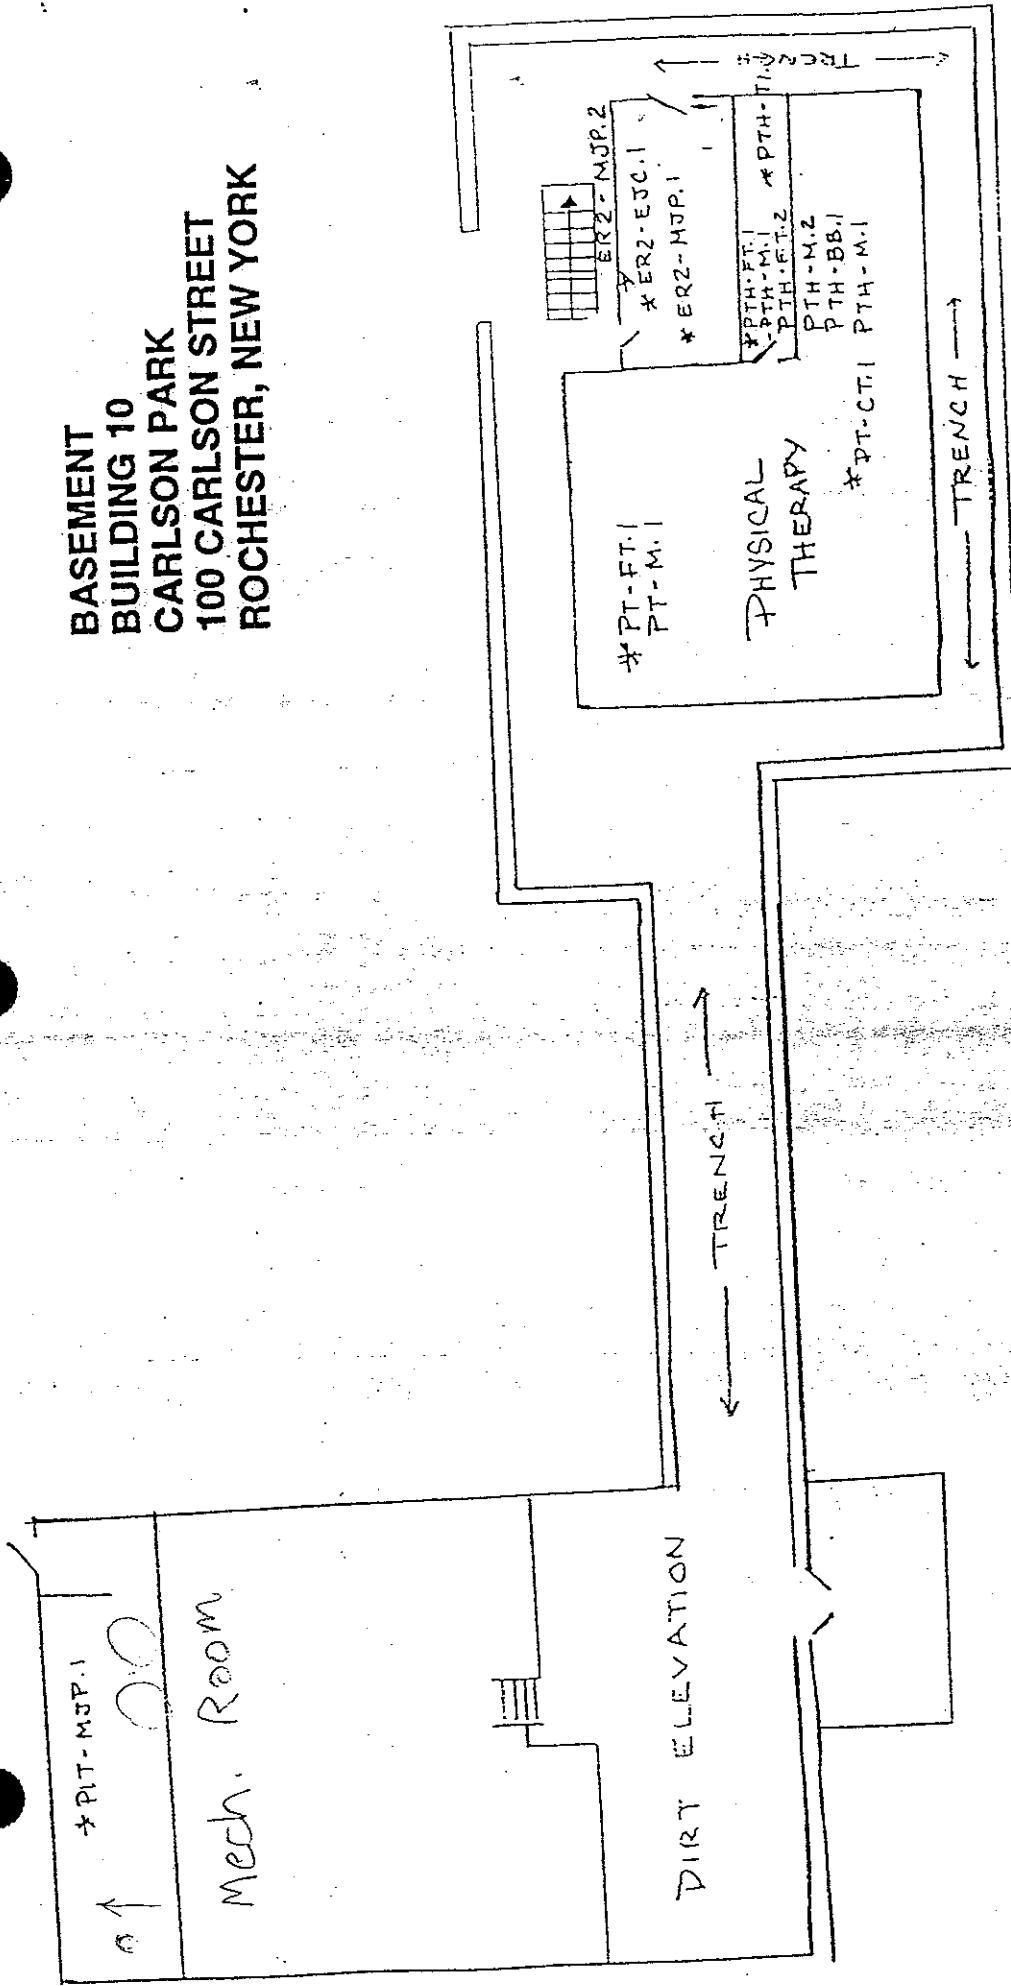 BASEMENT
BUILDING 10
CARLSON PARK
100 CARLSON STREET
ROCHESTER, NEW YORK
*PIT-MJP.1
Mech. Room
DIRT ELEVATION
TRENCH
*PT-FT.1
PT-M.1
PHYSICAL
THERAPY
*PT-CT.1
ER2-MJP.2
*ER2-EJC.1
*ER2-MJP.1
*PTH-FT.1
-PTH-M.1
PTH-FT.2
*PTH-TI.
PTH-M.2
PTH-BB.1
PTH-M.1
TRENCH